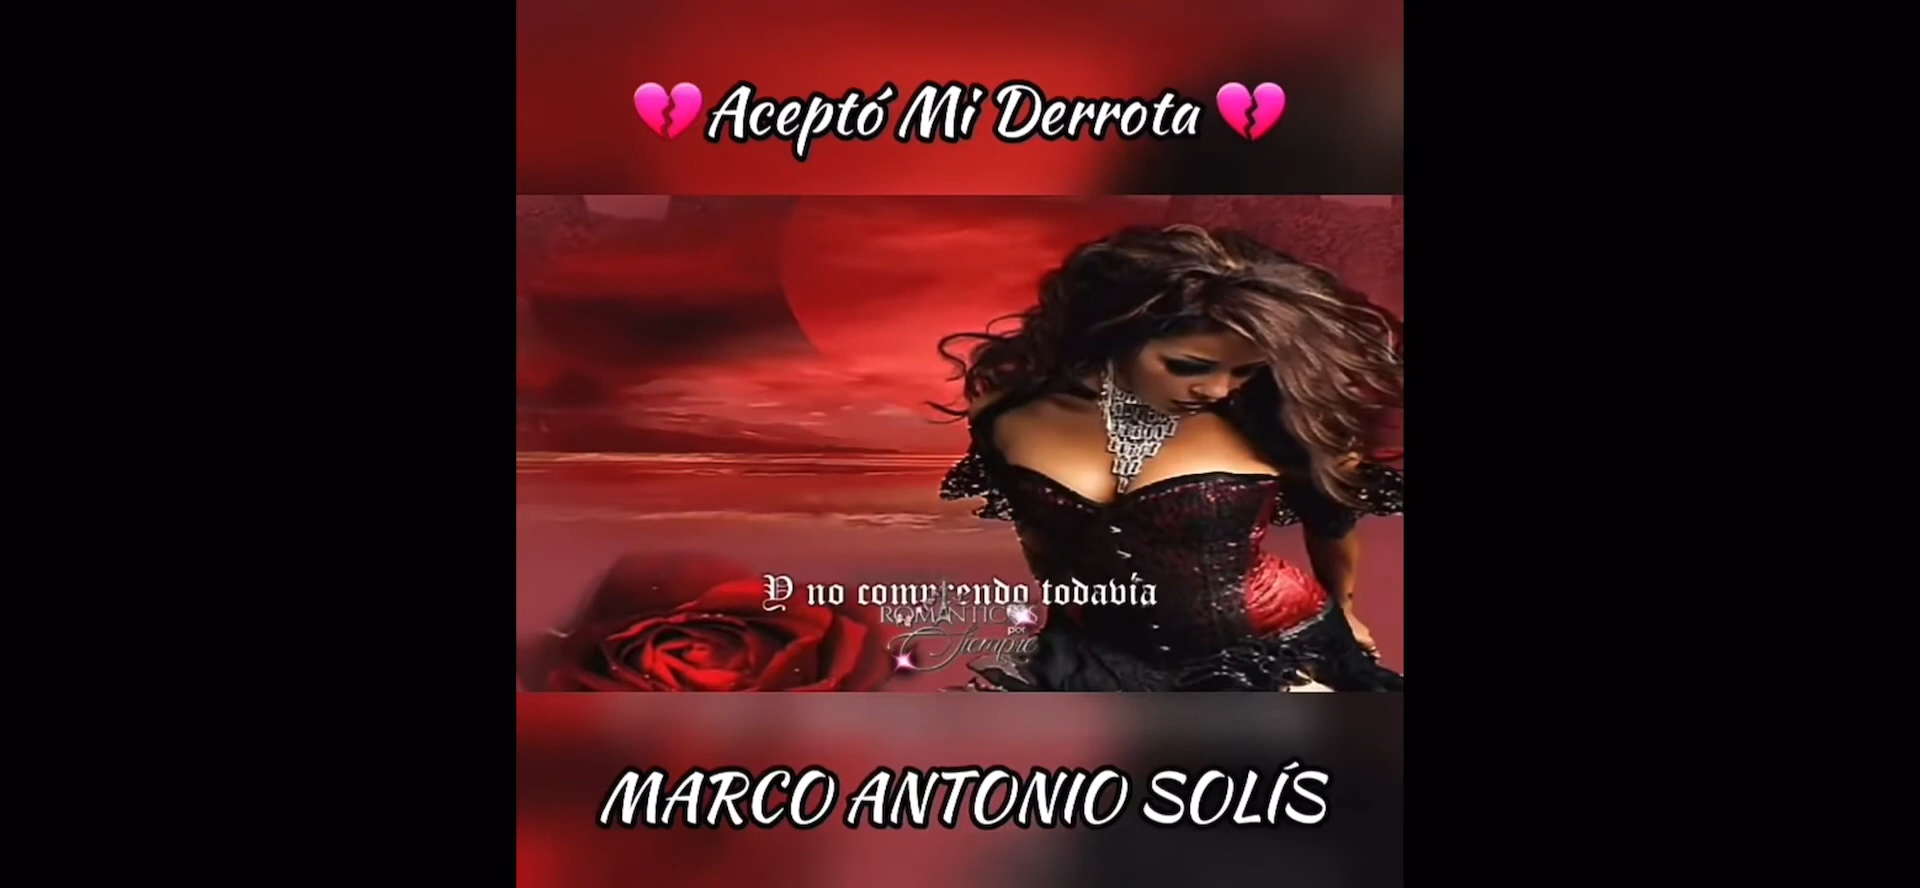 💔Aceptó Mi Derrota💔
Y no comprendo todavía
ROMANTICOS
por
Siempre
MARCO ANTONIO SOLÍS